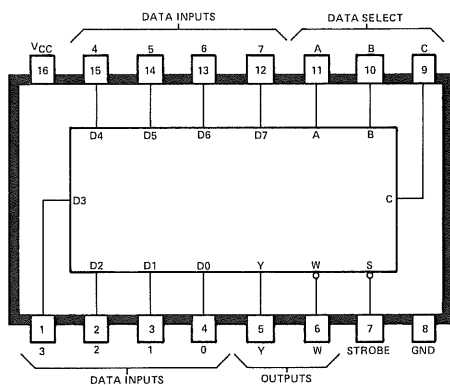 DATA INPUTS DATA SELECT
VCC 4 5 6 7 A B C
16 15 14 13 12 11 10 9
D4 D5 D6 D7 A B
D3 C
D2 D1 D0 Y W S
1 2 3 4 5 6 7 8
3 2 1 0 Y W STROBE GND
DATA INPUTS OUTPUTS